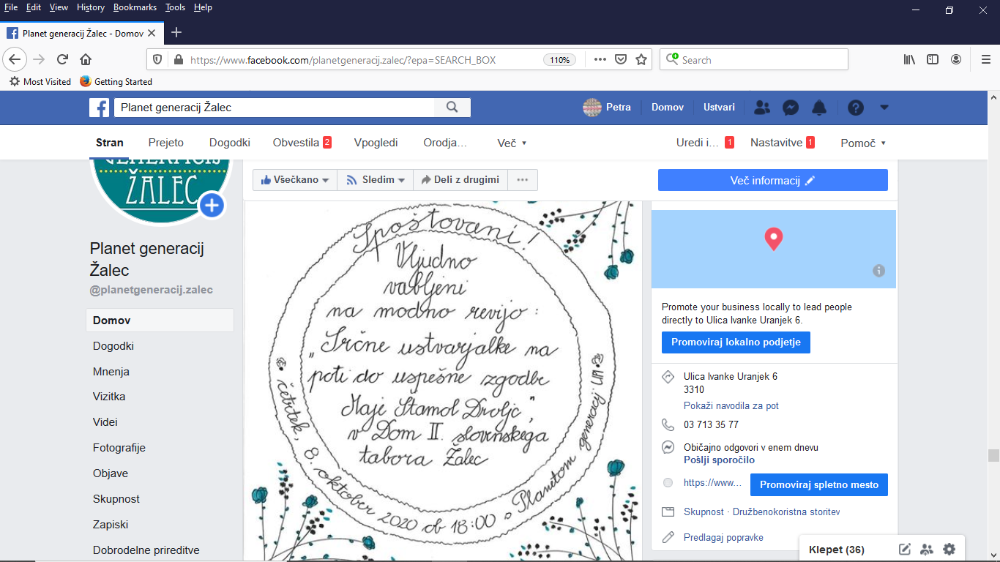 File Edit View History Bookmarks Tools Help
Planet generacij Žalec - Domov
https://www.facebook.com/planetgeneracij.zalec/?epa=SEARCH_BOX
110%
Search
Most Visited
Getting Started
Planet generacij Žalec
Petra
Domov
Ustvari
Stran
Prejeto
Dogodki
Obvestila 2
Vpogledi
Orodja...
Več
Uredi i... 1
Nastavitve 1
Pomoč
ŽALEC
Planet generacij
Žalec
@planetgeneracij.zalec
Domov
Dogodki
Mnenja
Vizitka
Videi
Fotografije
Objave
Skupnost
Zapiski
Dobrodelne prireditve
Všečkano
Sledim
Deli z drugimi
Več informacij
Spoštovani!
Vljudno
vabljeni
na modno revijo:
„Srčne ustvarjalke na
poti do uspešne zgodbe
Maje Štamol Droljc",
v Dom II. slovenskega
tabora Žalec
četrtek, 8. oktober 2020 ob 18:00
Planetom generacij: UPI
Promote your business locally to lead people
directly to Ulica Ivanke Uranjek 6.
Promoviraj lokalno podjetje
Ulica Ivanke Uranjek 6
3310
Pokaži navodila za pot
03 713 35 77
Običajno odgovori v enem dnevu
Pošlji sporočilo
https://www...
Promoviraj spletno mesto
Skupnost · Družbenokoristna storitev
Predlagaj popravke
Klepet (36)